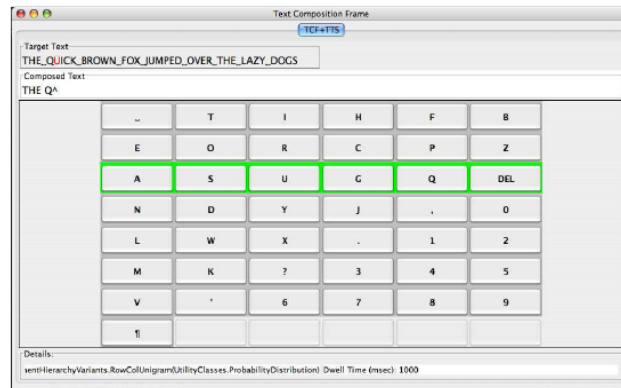 Text Composition Frame
TCF+TTS
Target Text
THE_QUICK_BROWN_FOX_JUMPED_OVER_THE_LAZY_DOGS
Composed Text
THE Q^
␣ T I H F B
E O R C P Z
A S U G Q DEL
N D Y J , 0
L W X . 1 2
M K ? 3 4 5
V ' 6 7 8 9
¶
Details:
nentHierarchyVariants.RowColUnigram(UtilityClasses.ProbabilityDistribution) Dwell Time (msec): 1000